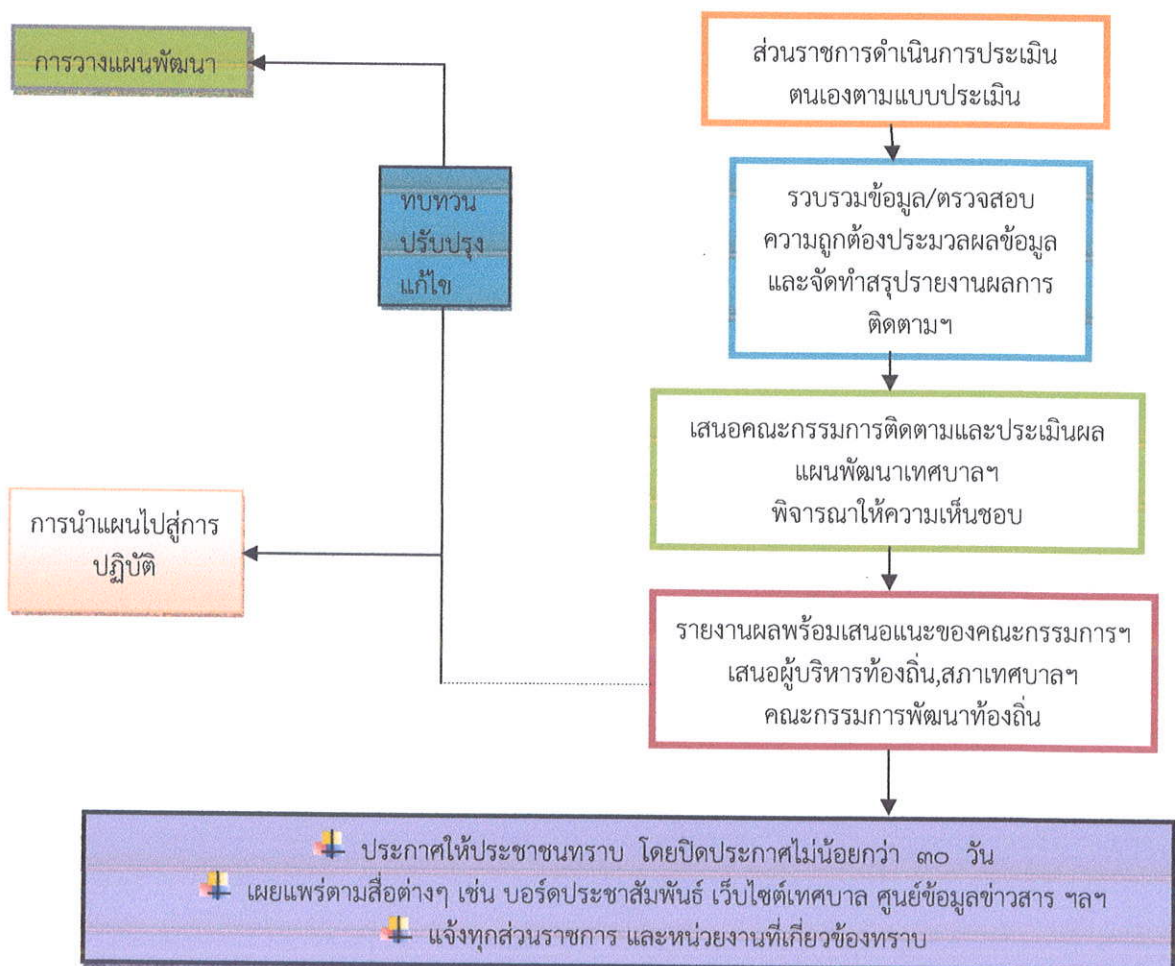 การวางแผนพัฒนา
ส่วนราชการดำเนินการประเมิน
ตนเองตามแบบประเมิน
ทบทวน
ปรับปรุง
แก้ไข
รวบรวมข้อมูล/ตรวจสอบ
ความถูกต้องประมวลผลข้อมูล
และจัดทำสรุปรายงานผลการ
ติดตามฯ
เสนอคณะกรรมการติดตามและประเมินผล
แผนพัฒนาเทศบาลฯ
พิจารณาให้ความเห็นชอบ
การนำแผนไปสู่การ
ปฏิบัติ
รายงานผลพร้อมเสนอแนะของคณะกรรมการฯ
เสนอผู้บริหารท้องถิ่น,สภาเทศบาลฯ
คณะกรรมการพัฒนาท้องถิ่น
ประกาศให้ประชาชนทราบ โดยปิดประกาศไม่น้อยกว่า ๓๐ วัน
เผยแพร่ตามสื่อต่างๆ เช่น บอร์ดประชาสัมพันธ์ เว็บไซต์เทศบาล ศูนย์ข้อมูลข่าวสาร ฯลฯ
แจ้งทุกส่วนราชการ และหน่วยงานที่เกี่ยวข้องทราบ